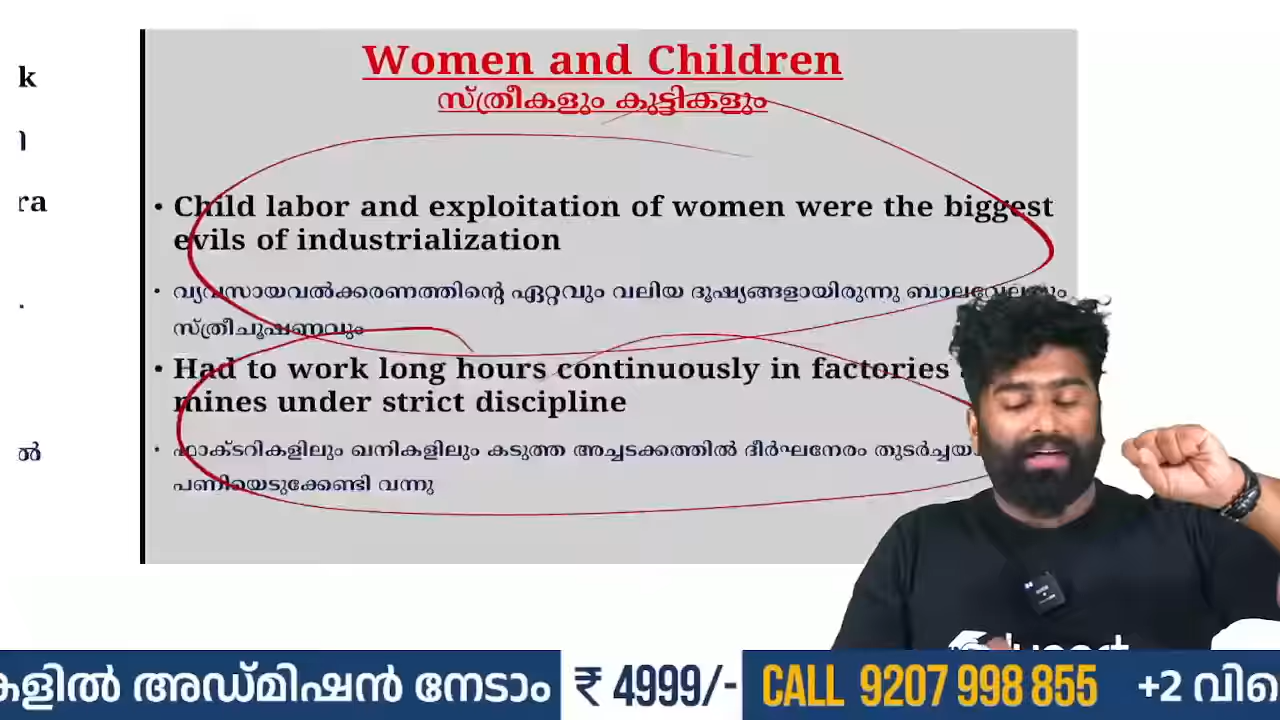 k
ra
Women and Children
സ്ത്രീകളും കുട്ടികളും
• Child labor and exploitation of women were the biggest
evils of industrialization
• വ്യവസായവൽക്കരണത്തിന്റെ ഏറ്റവും വലിയ ദൂഷ്യങ്ങളായിരുന്നു ബാലവേലയും
സ്ത്രീചൂഷണവും
• Had to work long hours continuously in factories
mines under strict discipline
• ഫാക്ടറികളിലും ഖനികളിലും കടുത്ത അച്ചടക്കത്തിൽ ദീർഘനേരം
പണിയെടുക്കേണ്ടി വന്നു
ൽ
കളിൽ അഡ്മിഷൻ നേടാം ₹ 4999/- CALL 9207 998 855 +2